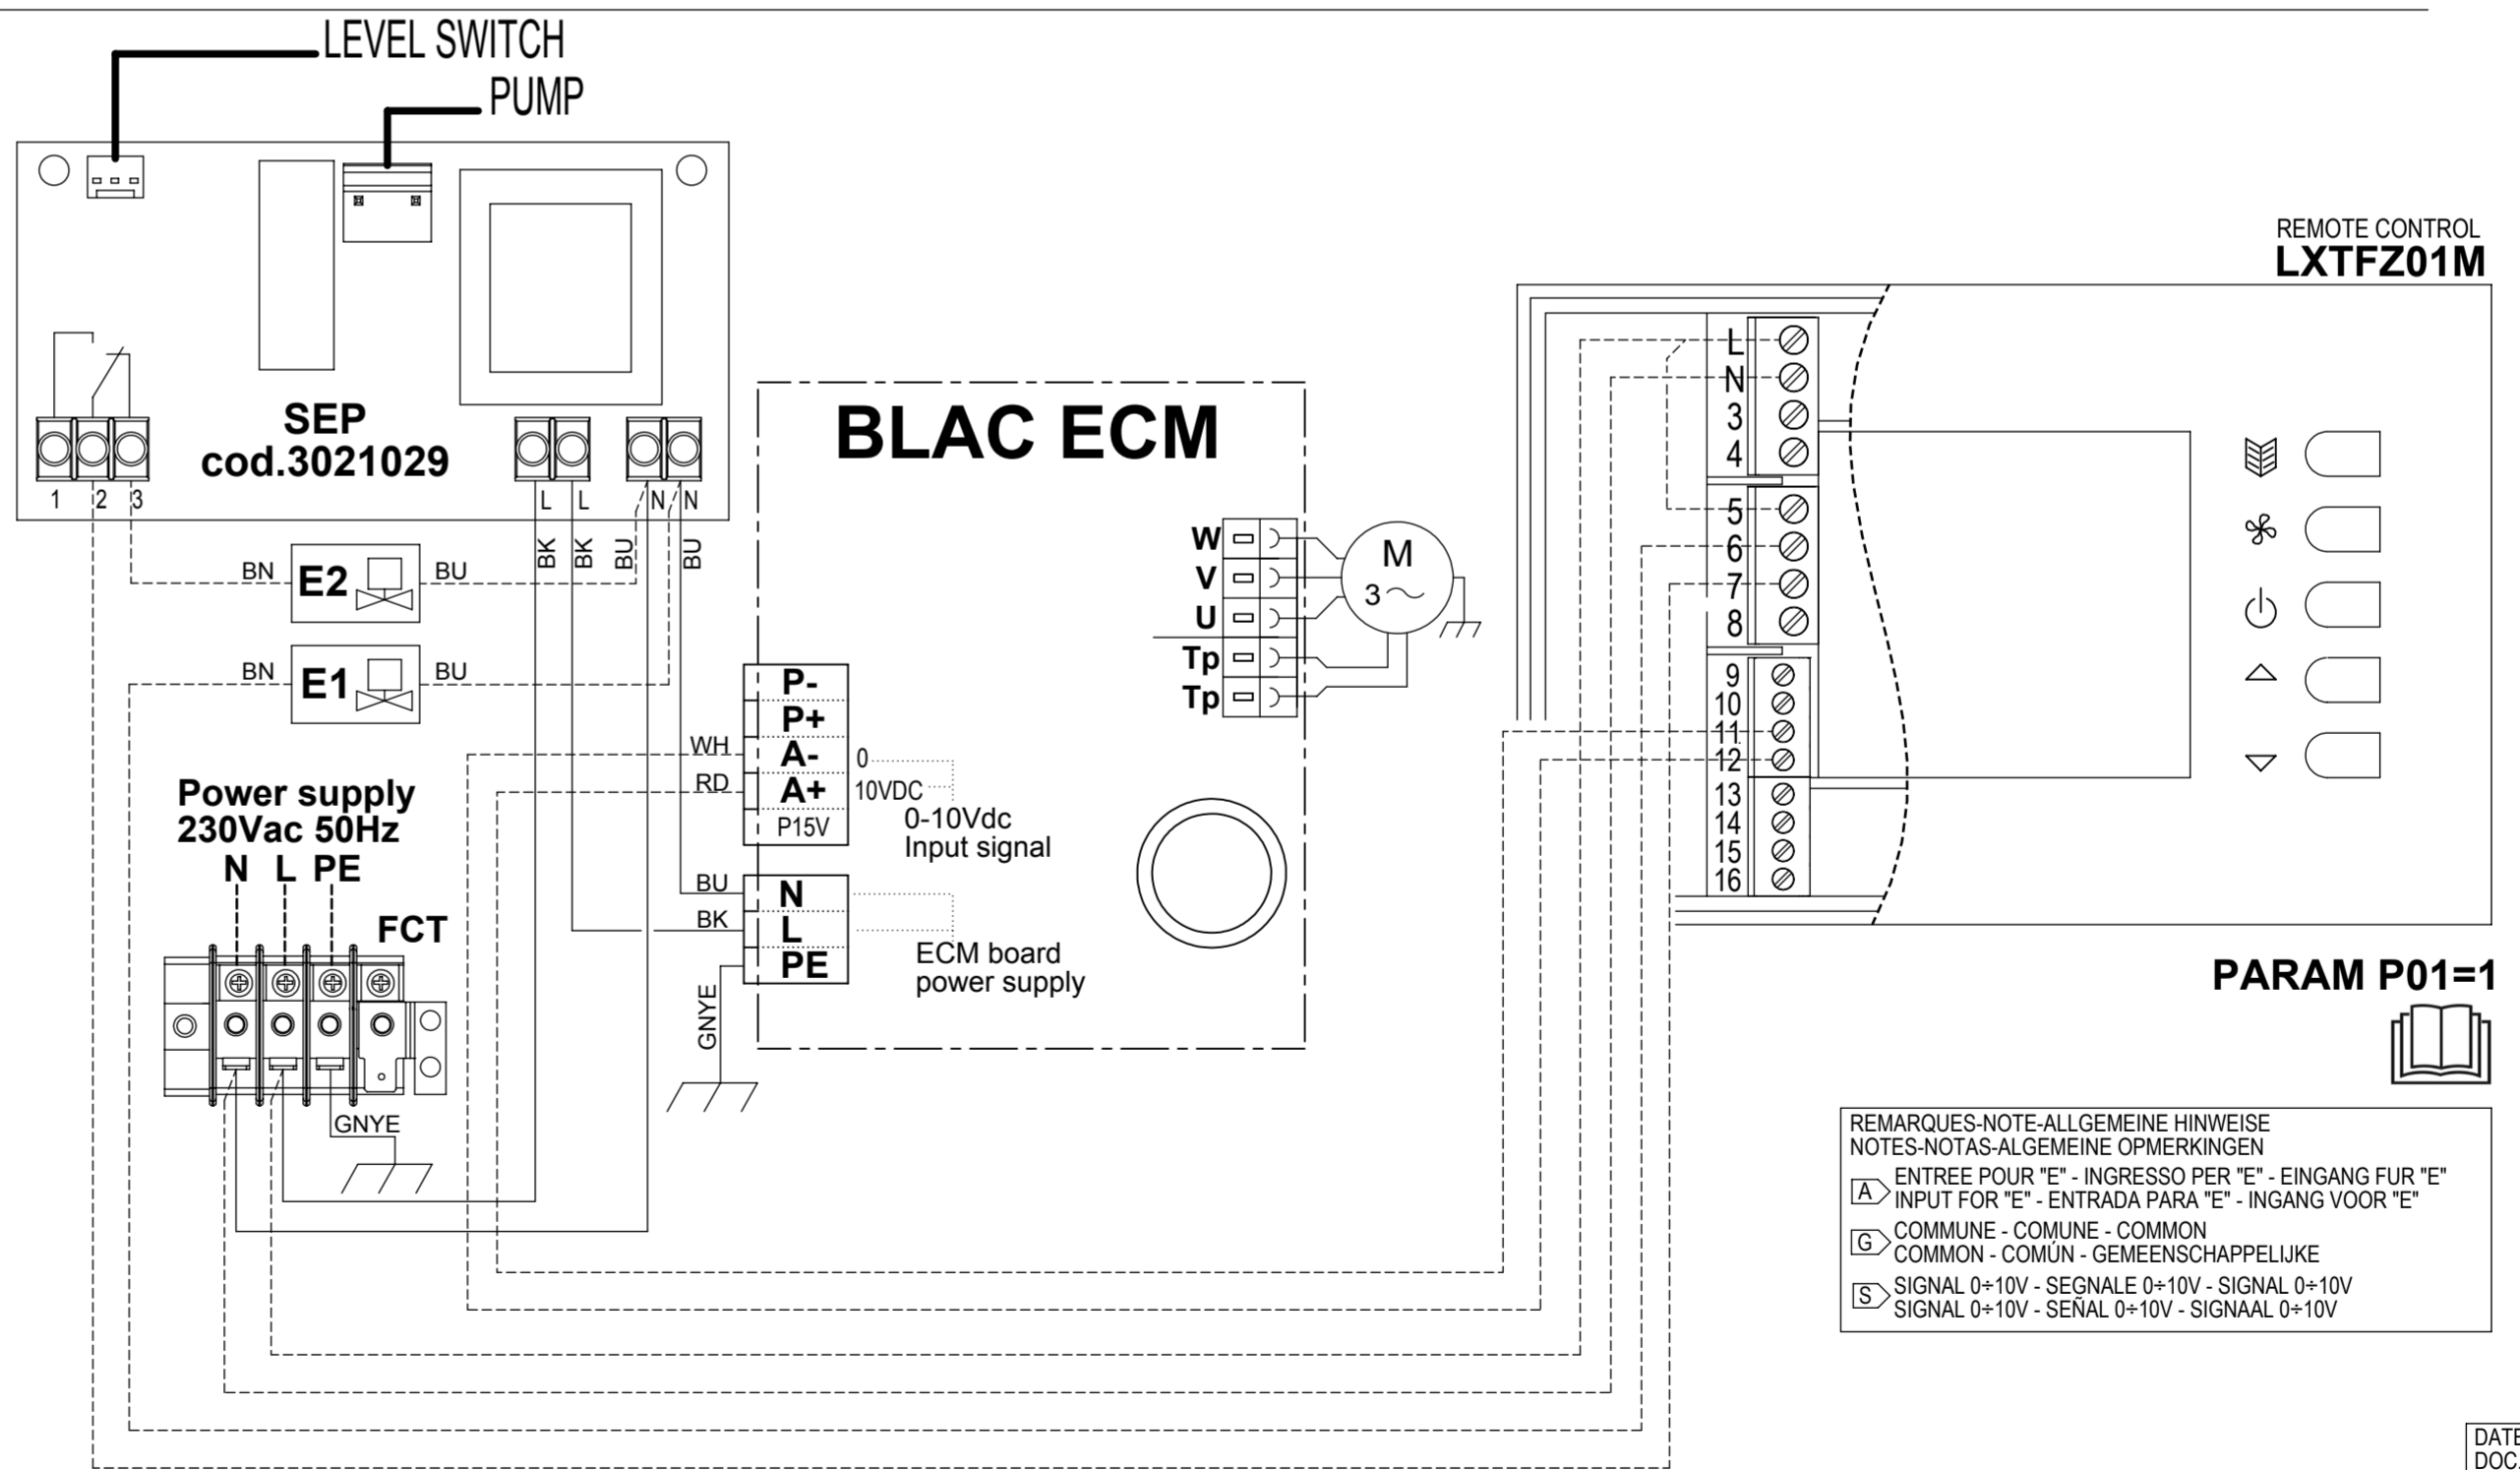 LEVEL SWITCH
PUMP
SEP
cod.3021029
1 2 3
L L N N
BK BK BU BU
BN E2 BU
BN E1 BU
Power supply
230Vac 50Hz
N L PE
FCT
GNYE
BLAC ECM
W
V
U
Tp
Tp
M
3
P-
P+
WH A- 0
RD A+ 10VDC
P15V
0-10Vdc
Input signal
BU N
BK L
PE
ECM board
power supply
GNYE
REMOTE CONTROL
LXTFZ01M
L
N
3
4
5
6
7
8
9
10
11
12
13
14
15
16
PARAM P01=1
REMARQUES-NOTE-ALLGEMEINE HINWEISE
NOTES-NOTAS-ALGEMEINE OPMERKINGEN
A ENTREE POUR "E" - INGRESSO PER "E" - EINGANG FUR "E"
INPUT FOR "E" - ENTRADA PARA "E" - INGANG VOOR "E"
G COMMUNE - COMUNE - COMMON
COMMON - COMÚN - GEMEENSCHAPPELIJKE
S SIGNAL 0÷10V - SEGNALE 0÷10V - SIGNAL 0÷10V
SIGNAL 0÷10V - SEÑAL 0÷10V - SIGNAAL 0÷10V